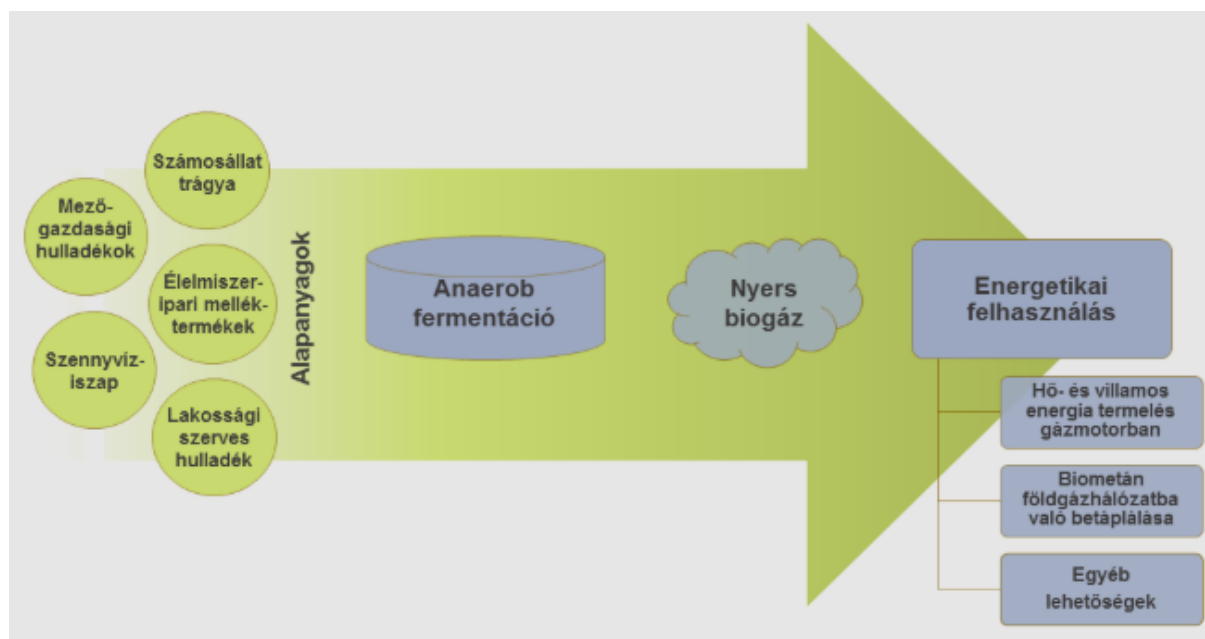 Számosállat
trágya
Mező-
gazdasági
hulladékok
Élelmiszer-
ipari mellék-
termékek
Szennyvíz-
iszap
Lakossági
szerves
hulladék
Alapanyagok
Anaerob
fermentáció
Nyers
biogáz
Energetikai
felhasználás
Hő- és villamos
energia termelés
gázmotorban
Biometán
földgázhálózatba
való betáplálása
Egyéb
lehetőségek